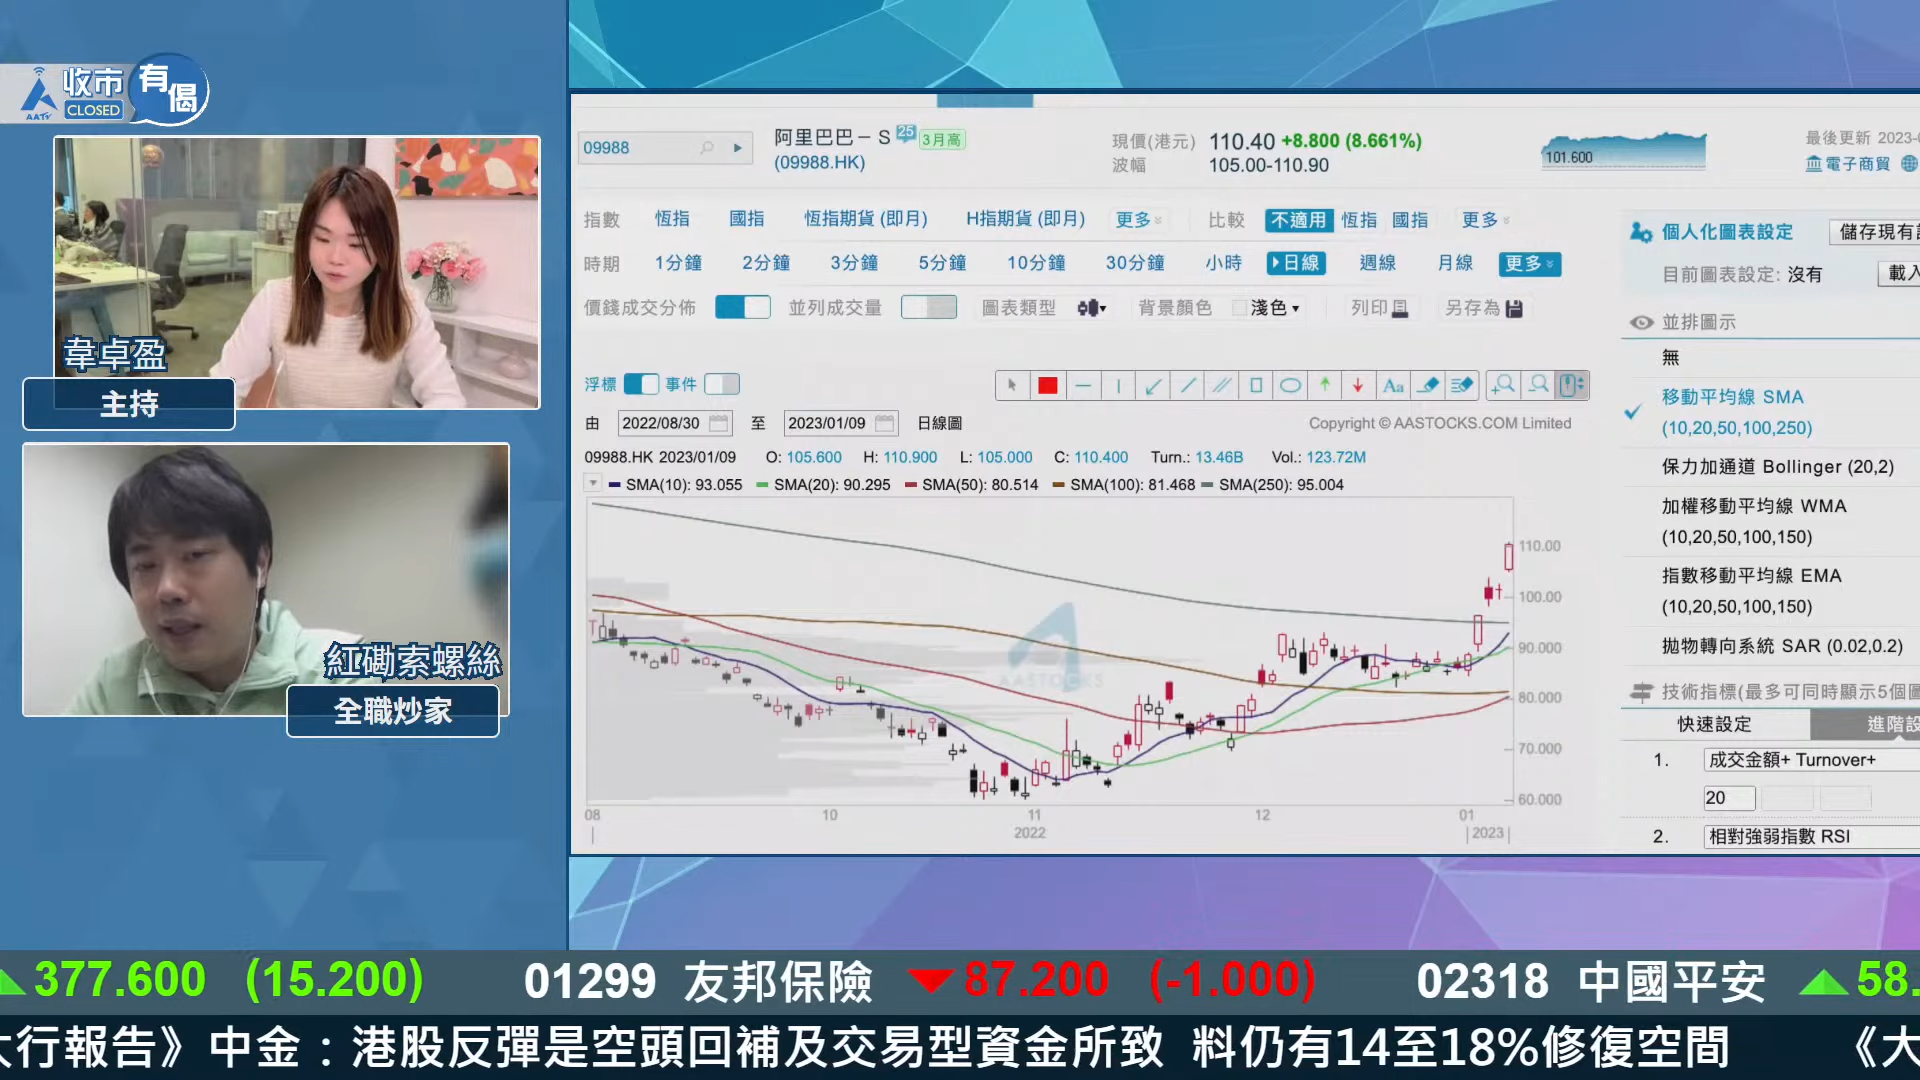 收市
CLOSED
有偈
AATV
韋卓盈
主持
紅磡索螺絲
全職炒家
09988
阿里巴巴－S
25
3月高
(09988.HK)
現價(港元) 110.40 +8.800 (8.661%)
波幅 105.00-110.90
101.600
最後更新 2023-0
電子商貿
指數 恆指 國指 恆指期貨 (即月) H指期貨 (即月) 更多 比較 不適用 恆指 國指 更多
時期 1分鐘 2分鐘 3分鐘 5分鐘 10分鐘 30分鐘 小時 日線 週線 月線 更多
價錢成交分佈 並列成交量 圖表類型 背景顏色 淺色 列印 另存為
浮標 事件
Aa
由 2022/08/30 至 2023/01/09 日線圖
Copyright © AASTOCKS.COM Limited
09988.HK 2023/01/09 O: 105.600 H: 110.900 L: 105.000 C: 110.400 Turn.: 13.46B Vol.: 123.72M
SMA(10): 93.055 SMA(20): 90.295 SMA(50): 80.514 SMA(100): 81.468 SMA(250): 95.004
110.00
100.00
90.000
80.000
70.000
60.000
AASTOCKS
08 10 11 12 01
2022 2023
個人化圖表設定 儲存現有
目前圖表設定: 沒有 載入
並排圖示
無
移動平均線 SMA
(10,20,50,100,250)
保力加通道 Bollinger (20,2)
加權移動平均線 WMA
(10,20,50,100,150)
指數移動平均線 EMA
(10,20,50,100,150)
拋物轉向系統 SAR (0.02,0.2)
技術指標(最多可同時顯示5個圖
快速設定 進階設
1. 成交金額+ Turnover+
20
2. 相對強弱指數 RSI
377.600 (15.200) 01299 友邦保險 87.200 (-1.000) 02318 中國平安 58.
大行報告》中金：港股反彈是空頭回補及交易型資金所致 料仍有14至18%修復空間 《大